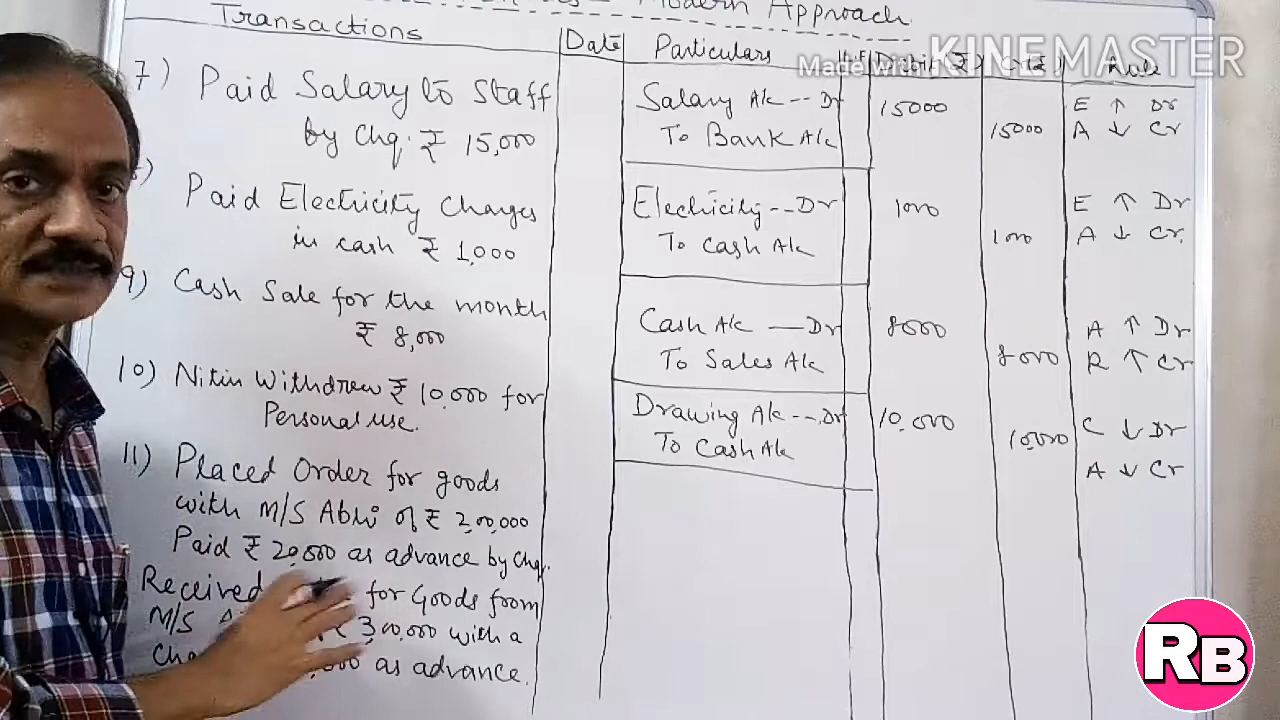 Modern Approach
Transactions
Date
Particulars
Rule
7) Paid Salary to Staff
by Chq. ₹ 15,000
Salary A/c -- Dr
To Bank A/c
15000
15000
E ↑ Dr
A ↓ Cr
Paid Electricity Charges
in cash ₹ 1,000
Electricity -- Dr
To Cash A/c
1000
1000
E ↑ Dr
A ↓ Cr.
9) Cash Sale for the month
₹ 8,000
Cash A/c — Dr
To Sales A/c
8000
8000
A ↑ Dr
R ↑ Cr
10) Nitin Withdrew ₹ 10,000 for
Personal use.
Drawing A/c -- Dr
To Cash A/c
10,000
10,000
C ↓ Dr
A ↓ Cr
11) Placed Order for goods
with M/S Abhi of ₹ 2,00,000
Paid ₹ 20,000 as advance by Chq.
Received for Goods from
M/S ₹ 3,00,000 with a
as advance.
Made with KINEMASTER
RB